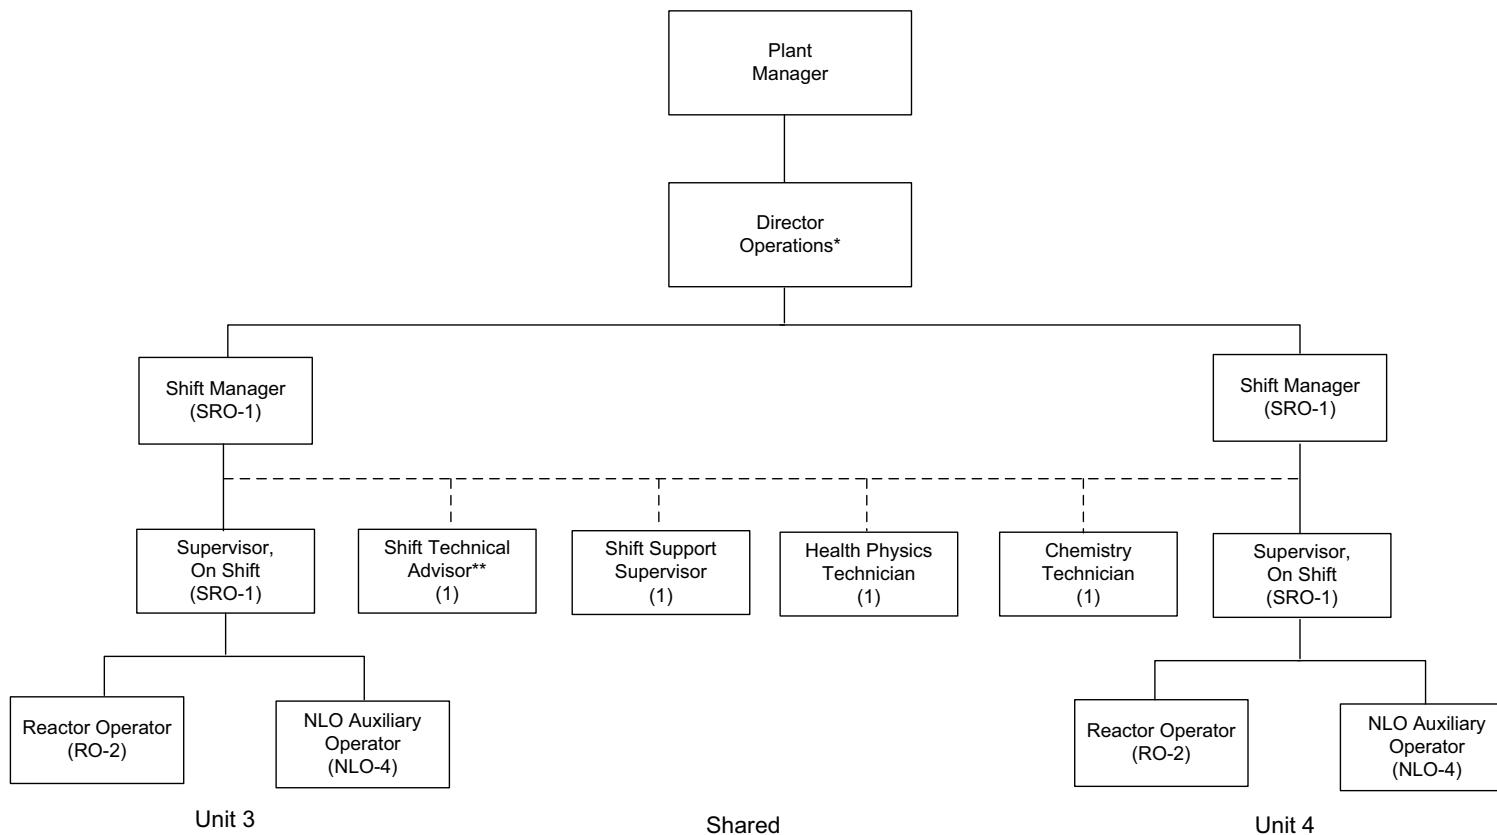 Plant
Manager
Director
Operations*
Shift Manager
(SRO-1)
Shift Manager
(SRO-1)
Supervisor,
On Shift
(SRO-1)
Shift Technical
Advisor**
(1)
Shift Support
Supervisor
(1)
Health Physics
Technician
(1)
Chemistry
Technician
(1)
Supervisor,
On Shift
(SRO-1)
Reactor Operator
(RO-2)
NLO Auxiliary
Operator
(NLO-4)
Reactor Operator
(RO-2)
NLO Auxiliary
Operator
(NLO-4)
Unit 3
Shared
Unit 4